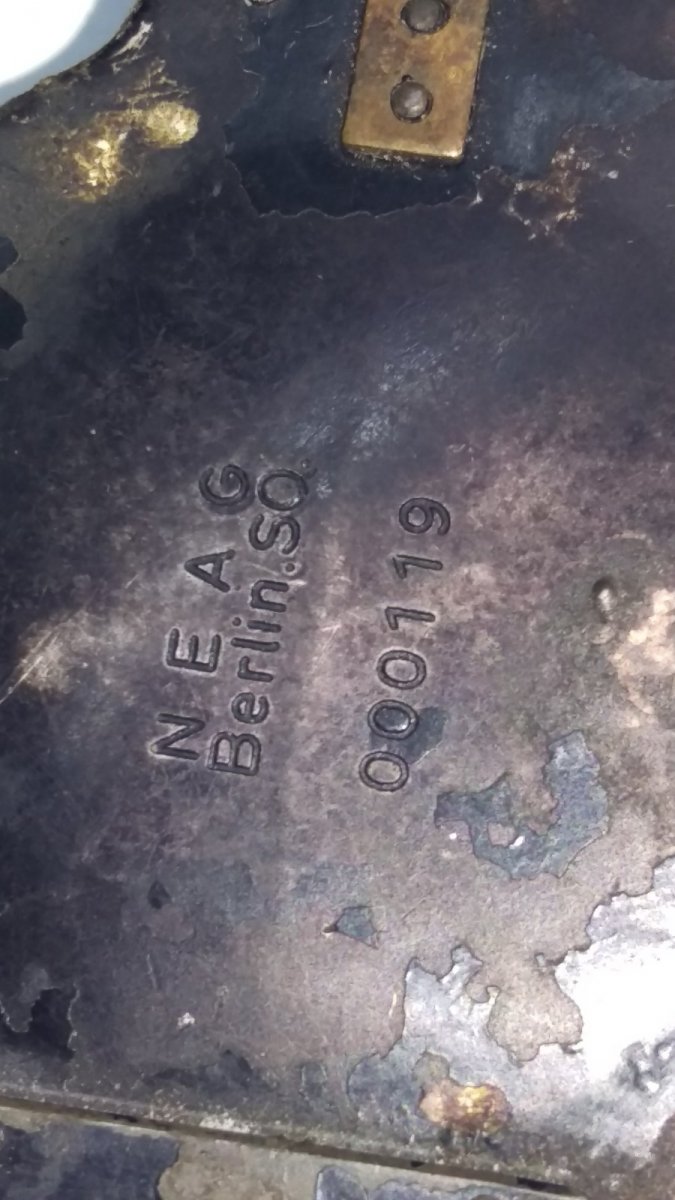 N E A G
Berlin.SO.
000119